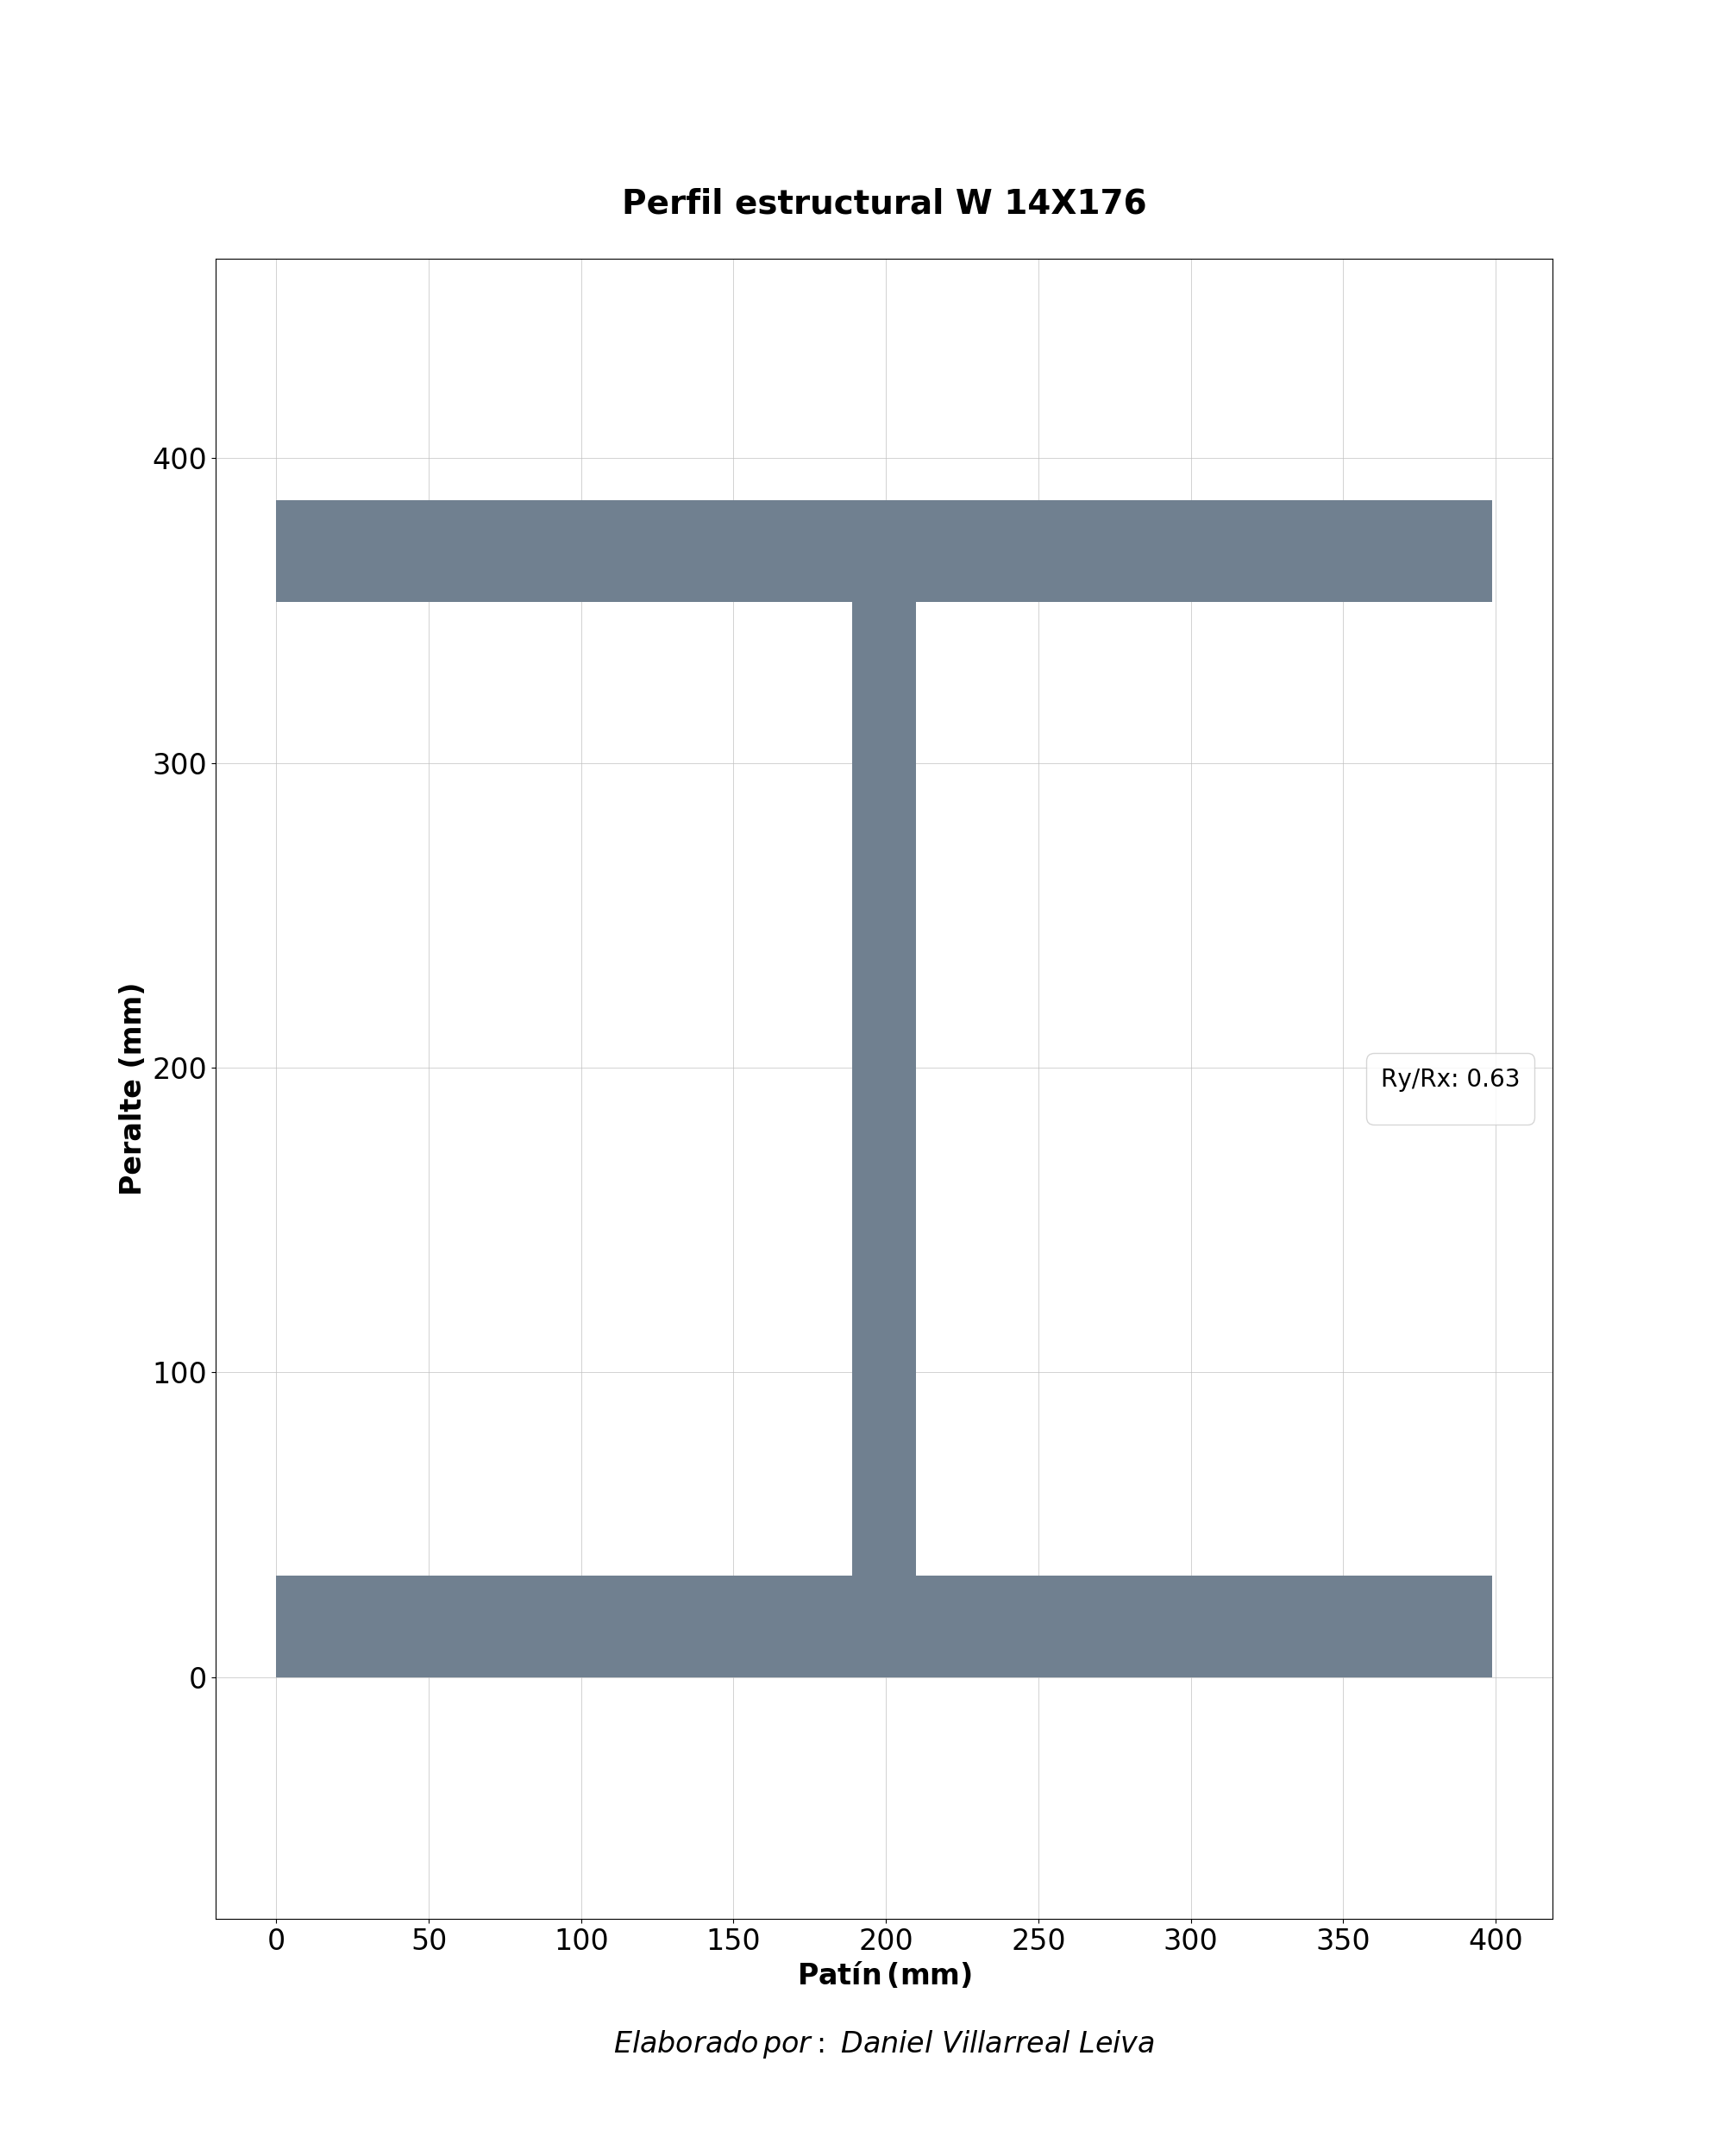 Perfil estructural W 14X176
Peralte (mm)
400
300
200
100
0
Ry/Rx: 0.63
0 50 100 150 200 250 300 350 400
Patín (mm)
Elaborado por: Daniel Villarreal Leiva